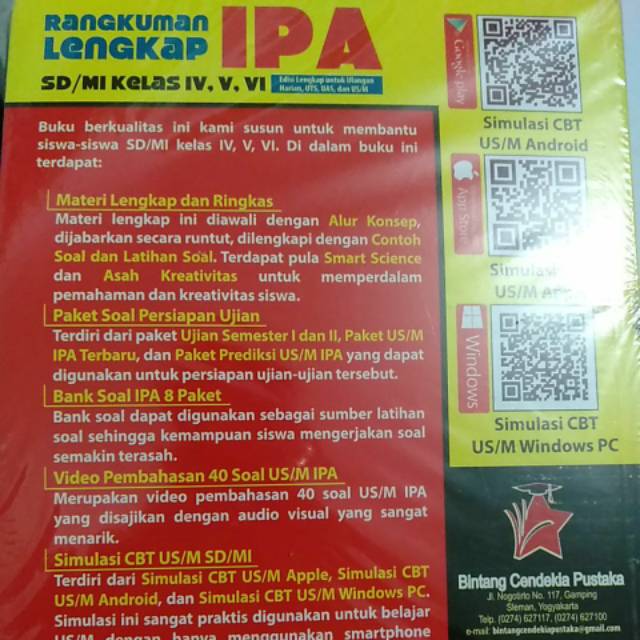 RANGKUMAN
LENGKAP
IPA
SD/MI KELAS IV, V, VI
Edisi Lengkap untuk Ulangan
Harian, UTS, UAS, dan US/M
Buku berkualitas ini kami susun untuk membantu
siswa-siswa SD/MI kelas IV, V, VI. Di dalam buku ini
terdapat:
Materi Lengkap dan Ringkas
Materi lengkap ini diawali dengan Alur Konsep,
dijabarkan secara runtut, dilengkapi dengan Contoh
Soal dan Latihan Soal. Terdapat pula Smart Science
dan Asah Kreativitas untuk memperdalam
pemahaman dan kreativitas siswa.
Paket Soal Persiapan Ujian
Terdiri dari paket Ujian Semester I dan II, Paket US/M
IPA Terbaru, dan Paket Prediksi US/M IPA yang dapat
digunakan untuk persiapan ujian-ujian tersebut.
Bank Soal IPA 8 Paket
Bank soal dapat digunakan sebagai sumber latihan
soal sehingga kemampuan siswa mengerjakan soal
semakin terasah.
Video Pembahasan 40 Soal US/M IPA
Merupakan video pembahasan 40 soal US/M IPA
yang disajikan dengan audio visual yang sangat
menarik.
Simulasi CBT US/M SD/MI
Terdiri dari Simulasi CBT US/M Apple, Simulasi CBT
US/M Android, dan Simulasi CBT US/M Windows PC.
Simulasi ini sangat praktis digunakan untuk belajar
US/M dengan hanya menggunakan smartphone
Google play
Simulasi CBT
US/M Android
App Store
US/M
Windows
Simulasi CBT
US/M Windows PC
Bintang Cendekia Pustaka
Jl. Nogotirto No. 117, Gamping
Sleman, Yogyakarta
Telp. (0274) 627117, (0274) 627100
e-mail : bintangcendekiapustaka@gmail.com